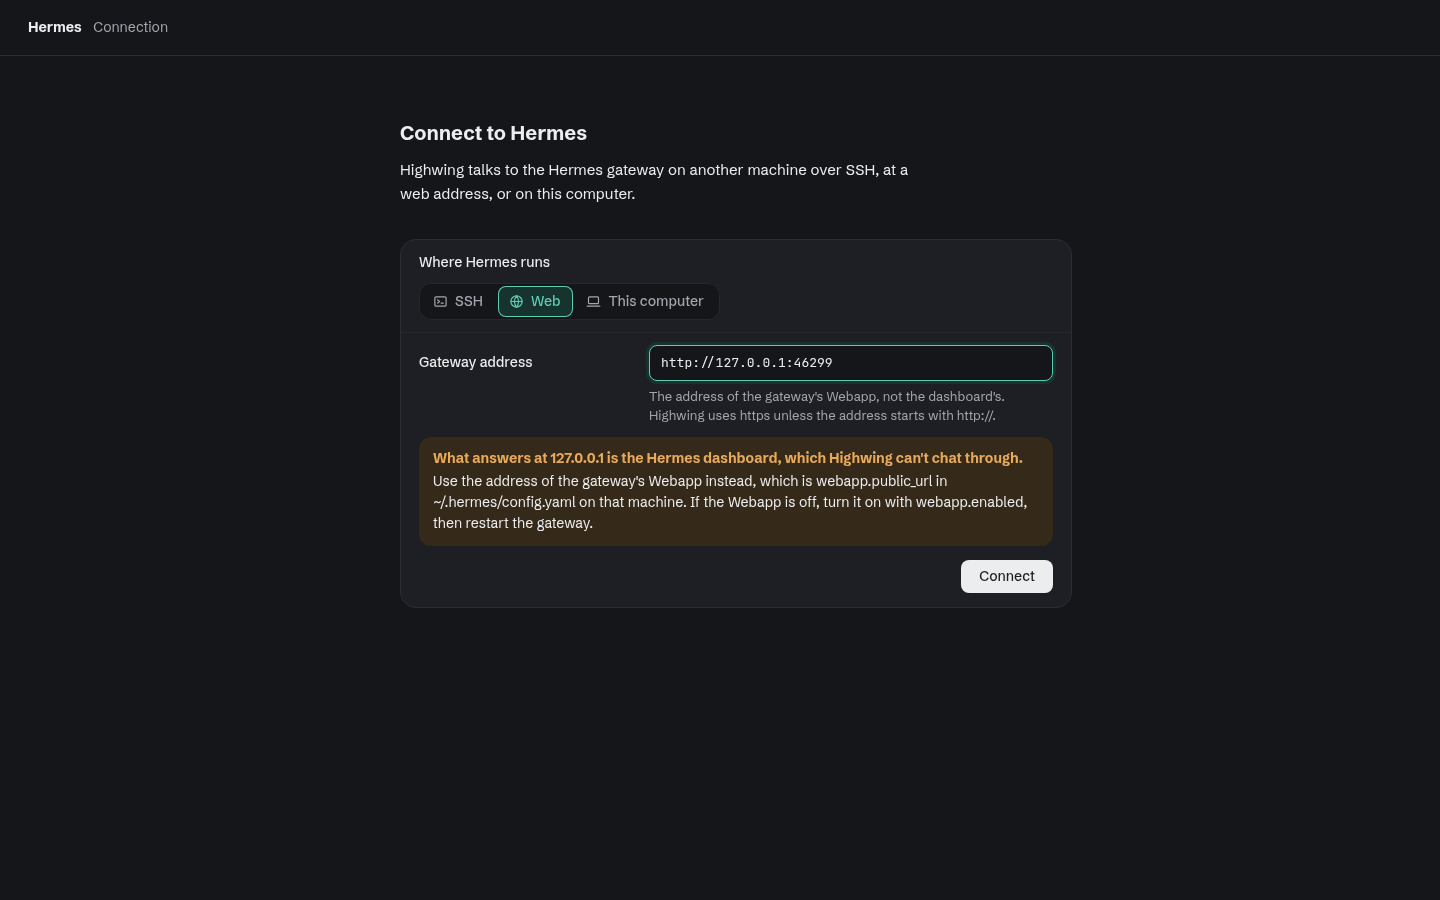 Hermes Connection
Connect to Hermes
Highwing talks to the Hermes gateway on another machine over SSH, at a
web address, or on this computer.
Where Hermes runs
SSH Web This computer
Gateway address http://127.0.0.1:46299
The address of the gateway's Webapp, not the dashboard's.
Highwing uses https unless the address starts with http://.
What answers at 127.0.0.1 is the Hermes dashboard, which Highwing can't chat through.
Use the address of the gateway's Webapp instead, which is webapp.public_url in
~/.hermes/config.yaml on that machine. If the Webapp is off, turn it on with webapp.enabled,
then restart the gateway.
Connect